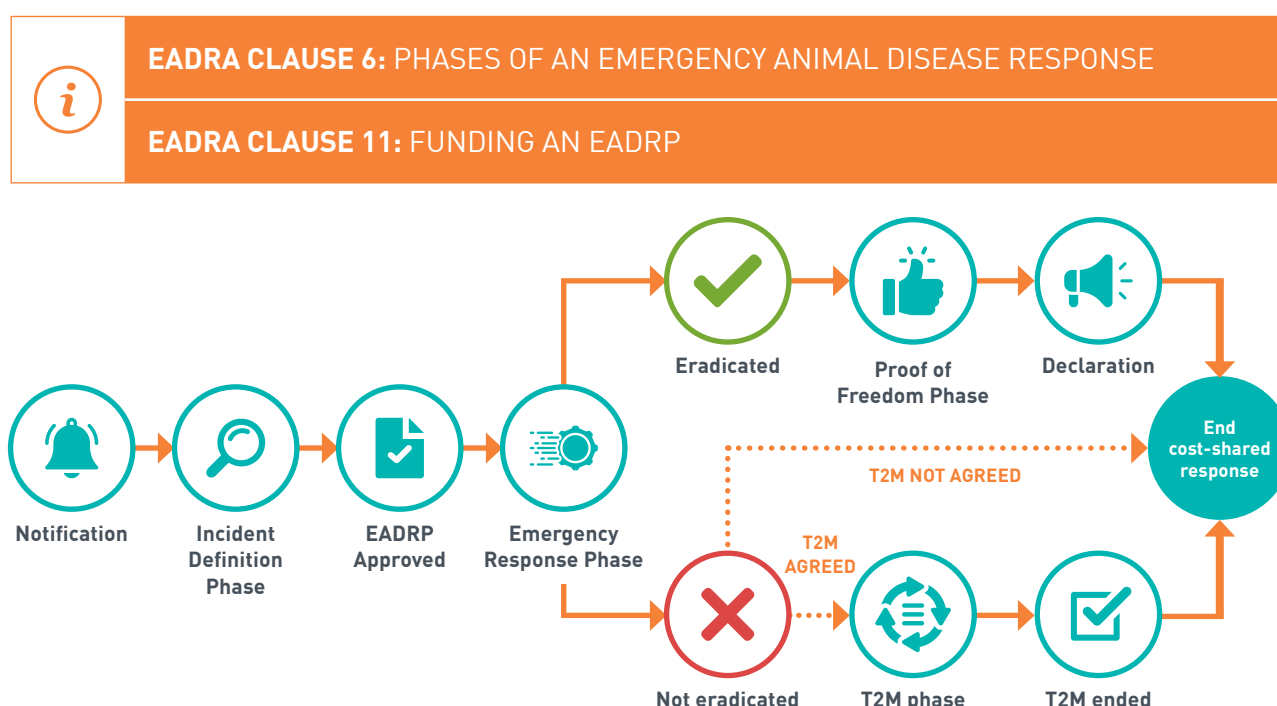 i
EADRA CLAUSE 6: PHASES OF AN EMERGENCY ANIMAL DISEASE RESPONSE
EADRA CLAUSE 11: FUNDING AN EADRP
Eradicated
Proof of
Freedom Phase
Declaration
End
cost-shared
response
T2M NOT AGREED
Notification
Incident
Definition
Phase
EADRP
Approved
Emergency
Response Phase
T2M
AGREED
Not eradicated
T2M phase
T2M ended